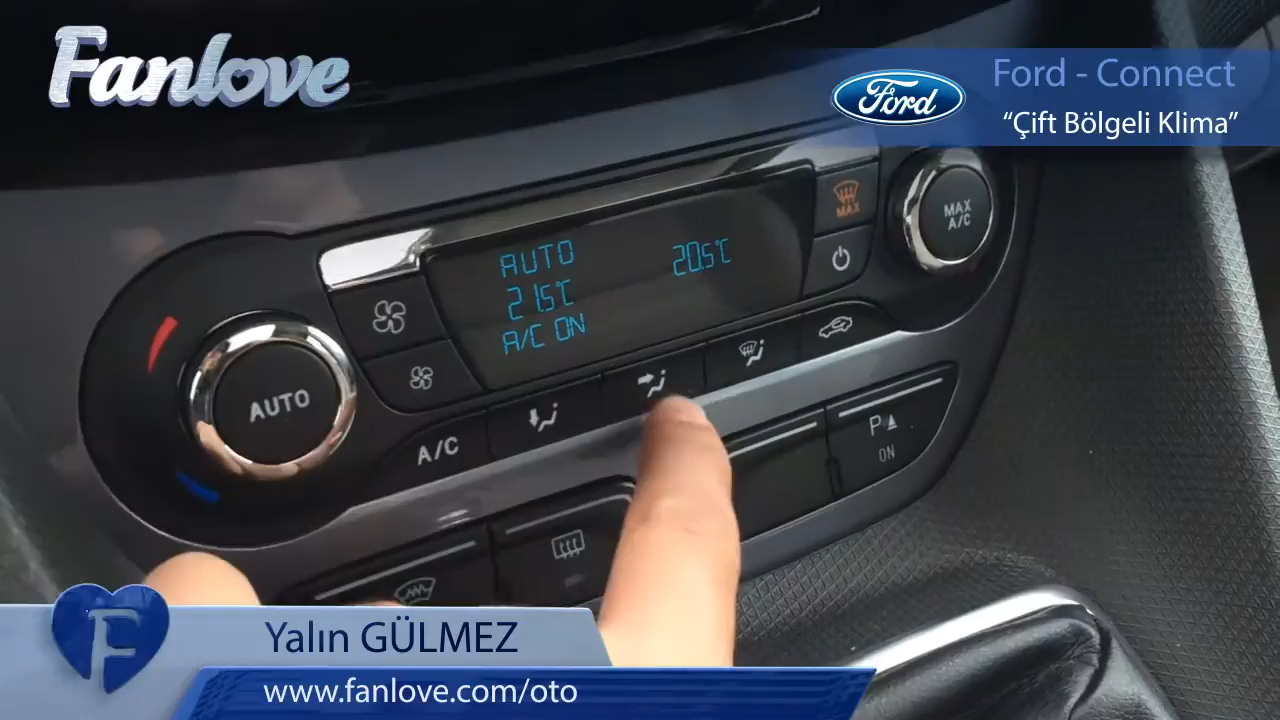 Fanlove
Ford
Ford - Connect
“Çift Bölgeli Klima”
MAX
MAX
A/C
AUTO
21.5°C
A/C ON
20.5°C
AUTO
A/C
P
ON
F
Yalın GÜLMEZ
www.fanlove.com/oto